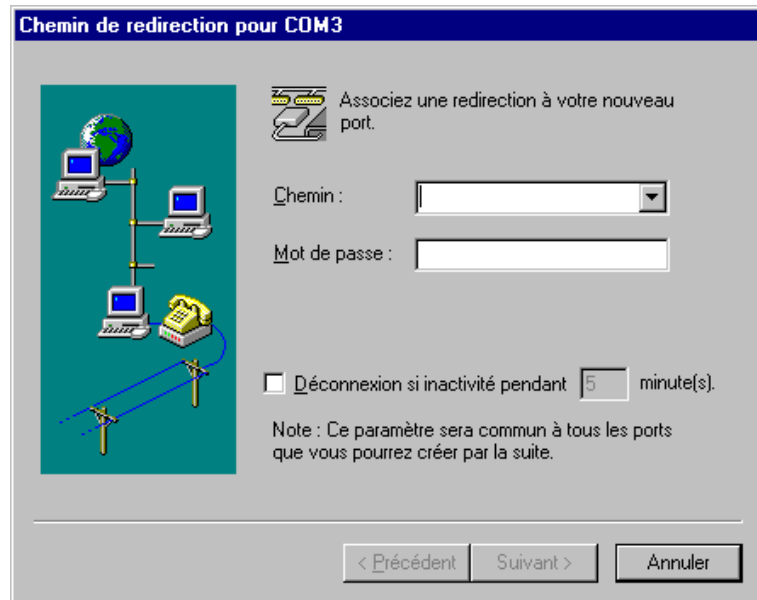 Chemin de redirection pour COM3
Associez une redirection à votre nouveau
port.
Chemin :
Mot de passe :
Déconnexion si inactivité pendant 5 minute(s).
Note : Ce paramètre sera commun à tous les ports
que vous pourrez créer par la suite.
< Précédent Suivant > Annuler